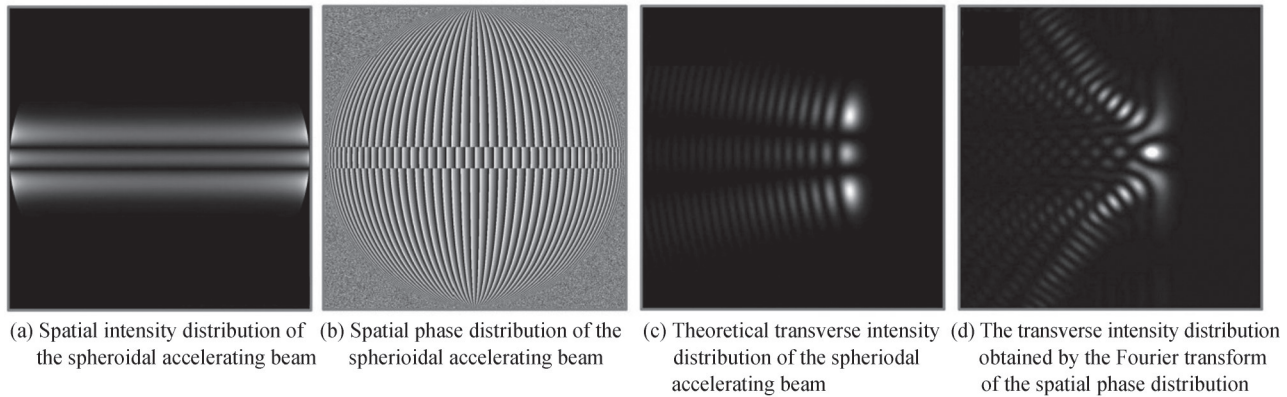 (a) Spatial intensity distribution of
the spheroidal accelerating beam
(b) Spatial phase distribution of the
spherioidal accelerating beam
(c) Theoretical transverse intensity
distribution of the spheriodal
accelerating beam
(d) The transverse intensity distribution
obtained by the Fourier transform
of the spatial phase distribution